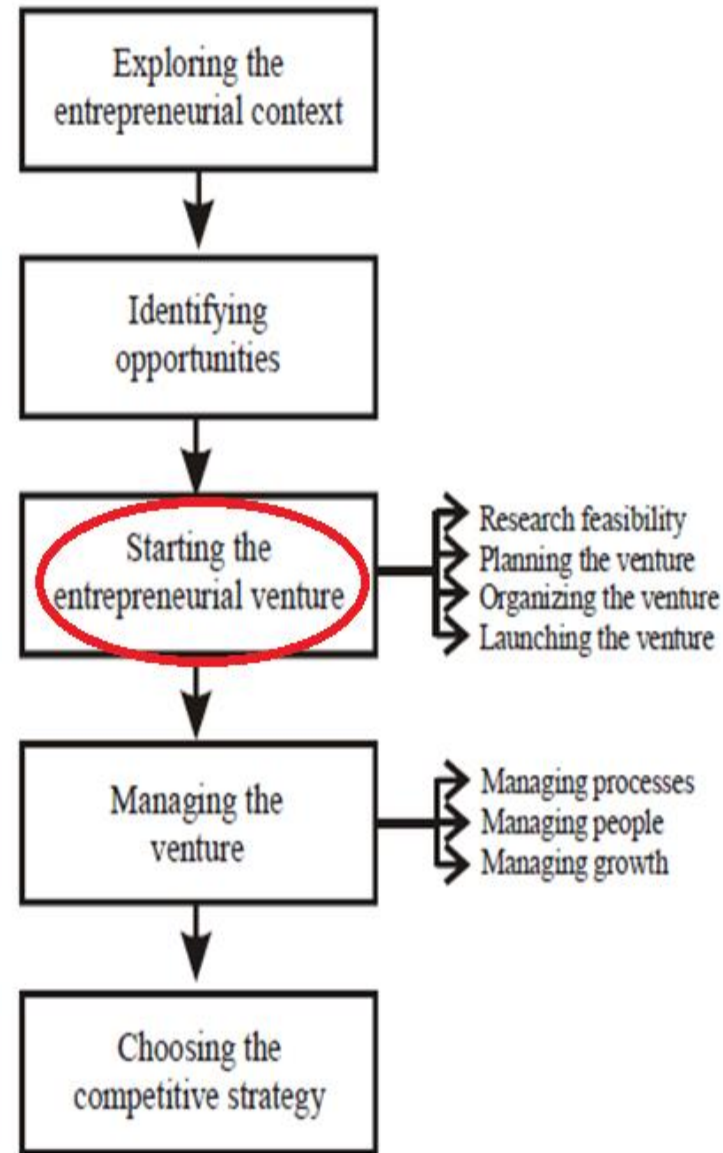 Exploring the
entrepreneurial context
Identifying
opportunities
Starting the
entrepreneurial venture
Research feasibility
Planning the venture
Organizing the venture
Launching the venture
Managing the
venture
Managing processes
Managing people
Managing growth
Choosing the
competitive strategy